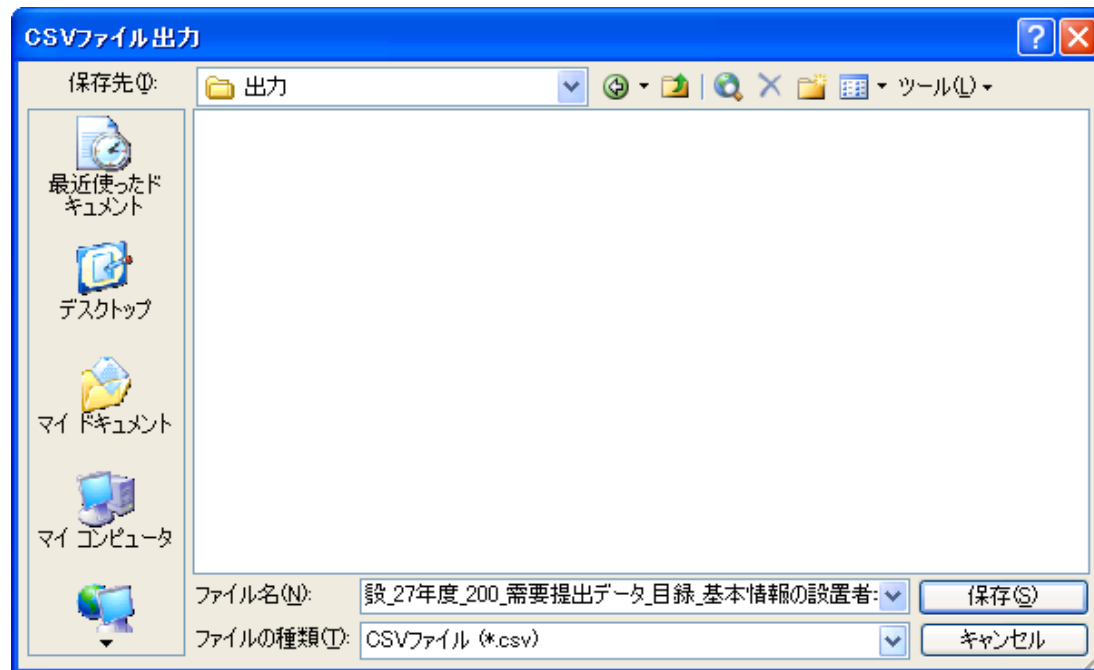 CSVファイル出力
保存先(I):
出力
ツール(L)
最近使ったド
キュメント
デスクトップ
マイ ドキュメント
マイ コンピュータ
ファイル名(N):
設_27年度_200_需要提出データ_目録_基本情報の設置者:
保存(S)
ファイルの種類(T):
CSVファイル (*.csv)
キャンセル